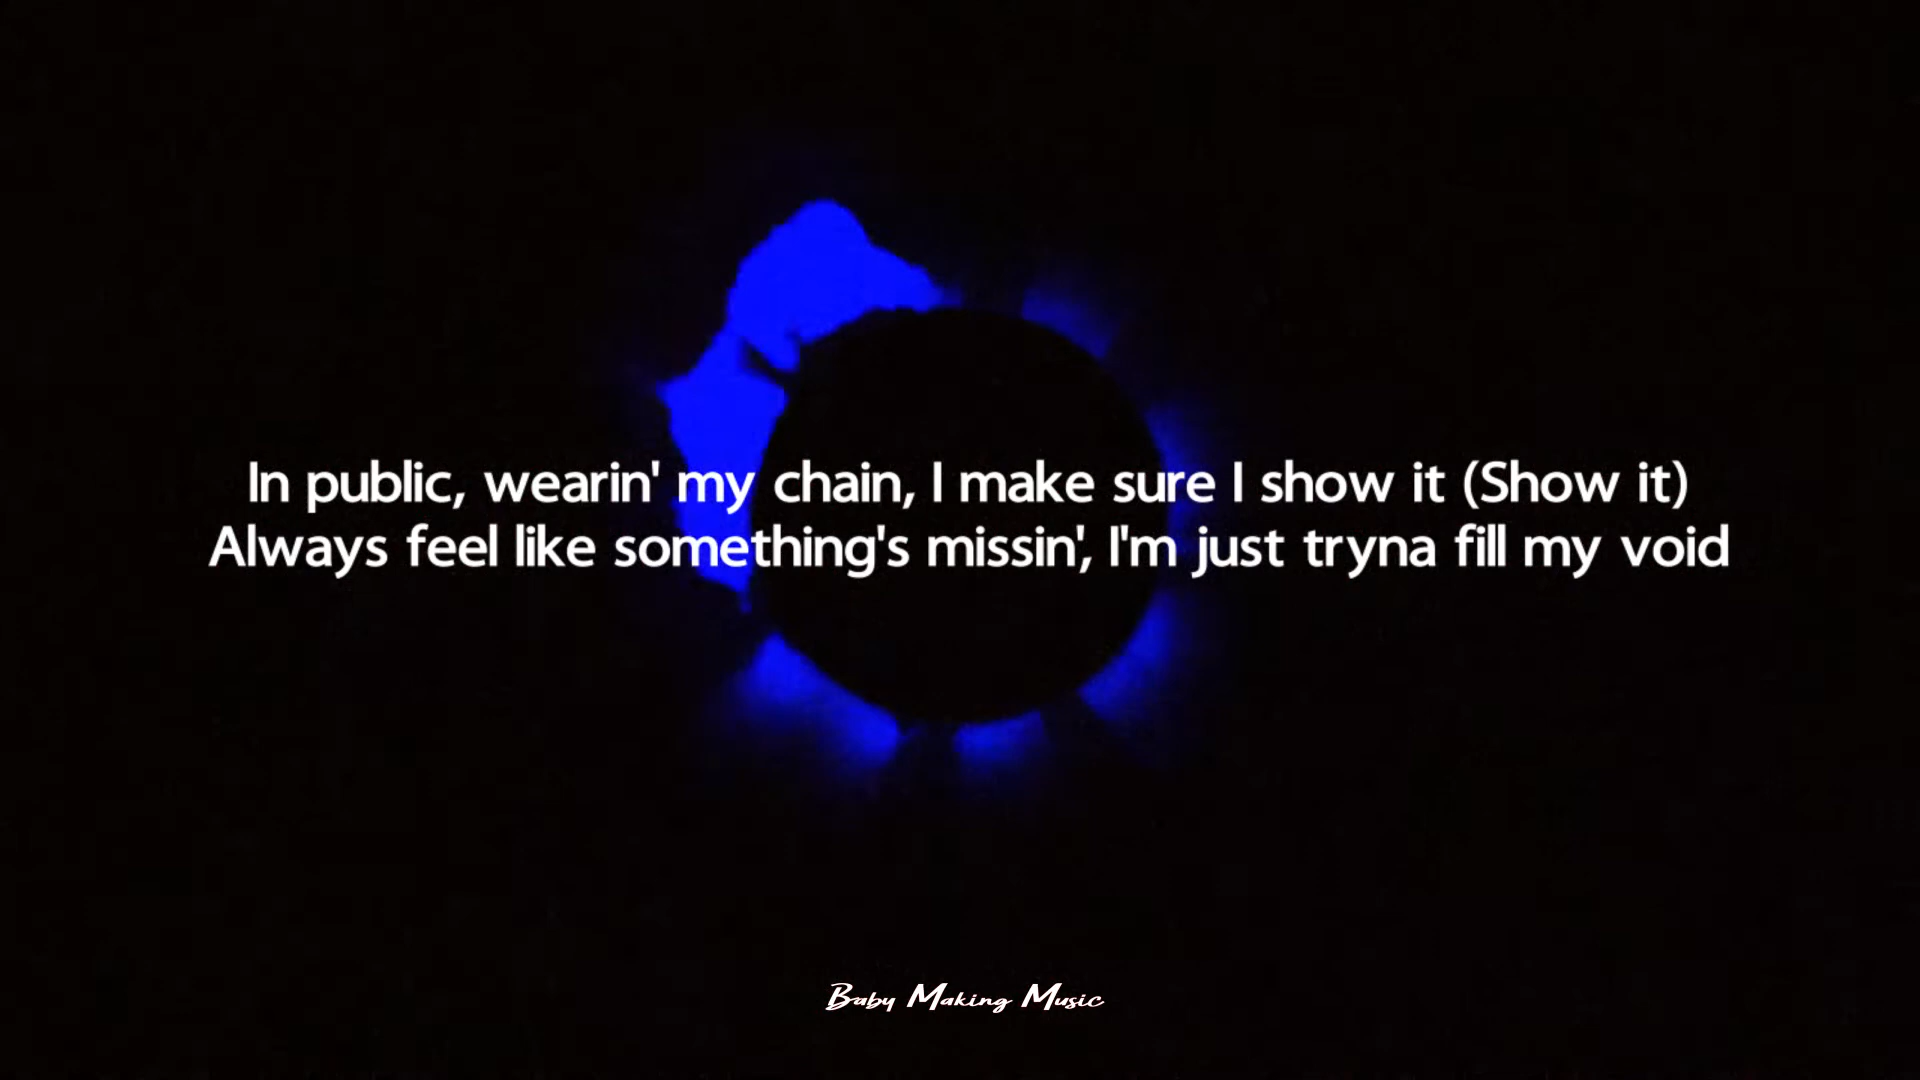 In public, wearin' my chain, I make sure I show it (Show it)
Always feel like something's missin', I'm just tryna fill my void
Baby Making Music